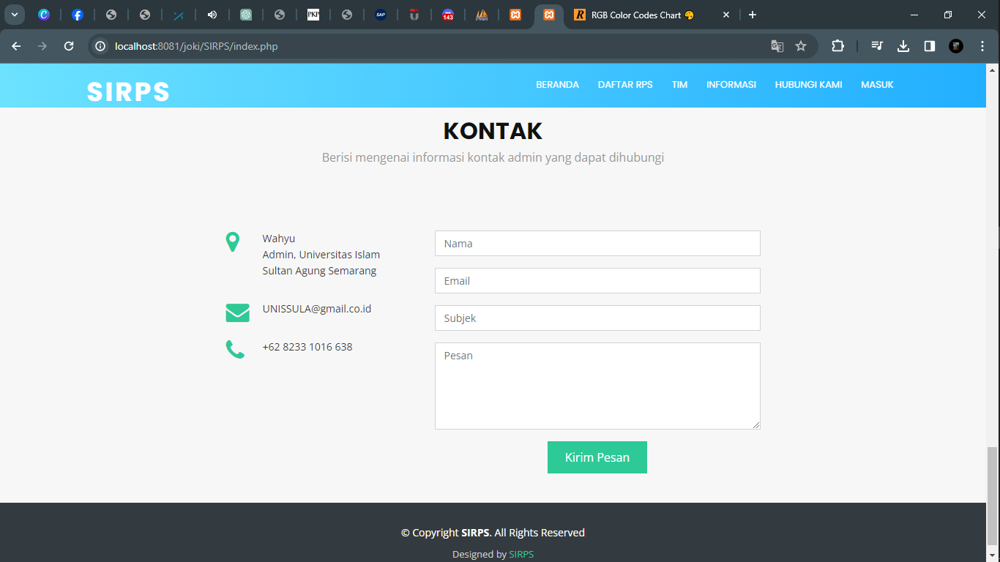 PKP
SAP
143
RGB Color Codes Chart
localhost:8081/joki/SIRPS/index.php
SIRPS
BERANDA DAFTAR RPS TIM INFORMASI HUBUNGI KAMI MASUK
KONTAK
Berisi mengenai informasi kontak admin yang dapat dihubungi
Wahyu
Admin, Universitas Islam
Sultan Agung Semarang
UNISSULA@gmail.co.id
+62 8233 1016 638
Nama
Email
Subjek
Pesan
Kirim Pesan
© Copyright SIRPS. All Rights Reserved
Designed by SIRPS